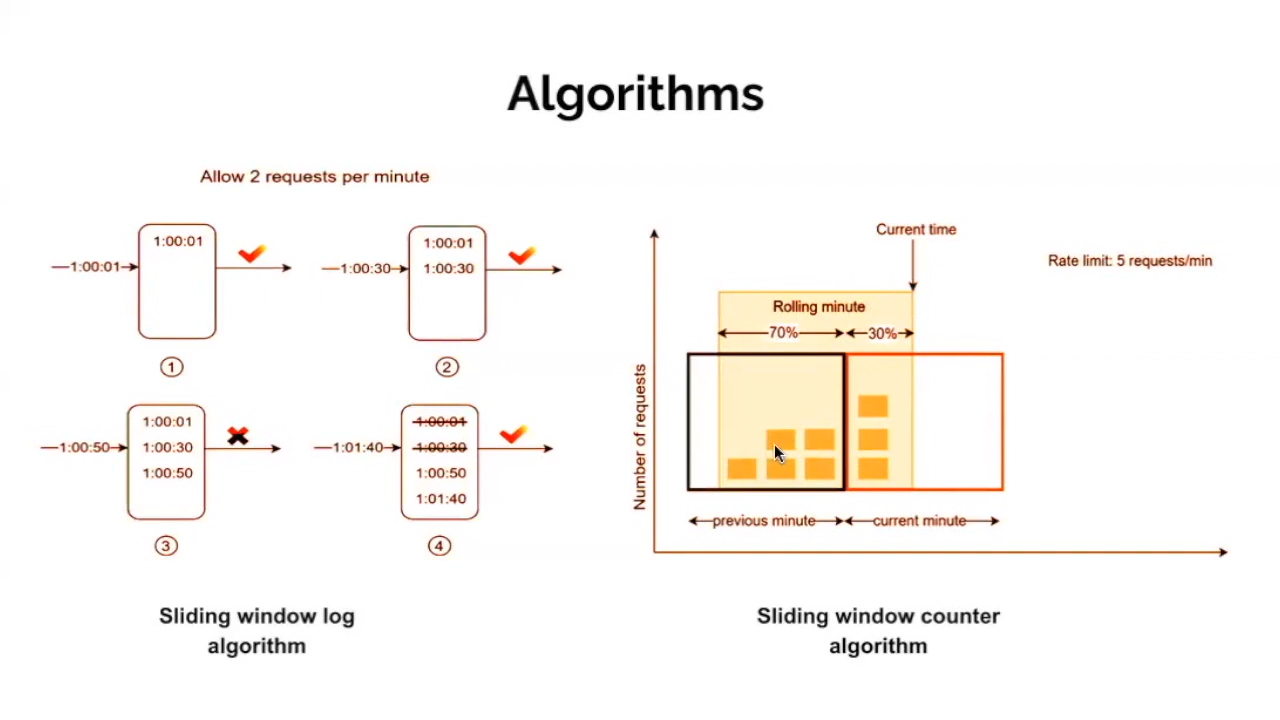 Algorithms
Allow 2 requests per minute
1:00:01
1:00:01
①
1:00:30
1:00:01
1:00:30
②
1:00:50
1:00:01
1:00:30
1:00:50
③
1:01:40
1:00:01
1:00:30
1:00:50
1:01:40
④
Sliding window log
algorithm
Current time
Rate limit: 5 requests/min
Rolling minute
70%
30%
Number of requests
previous minute
current minute
Sliding window counter
algorithm